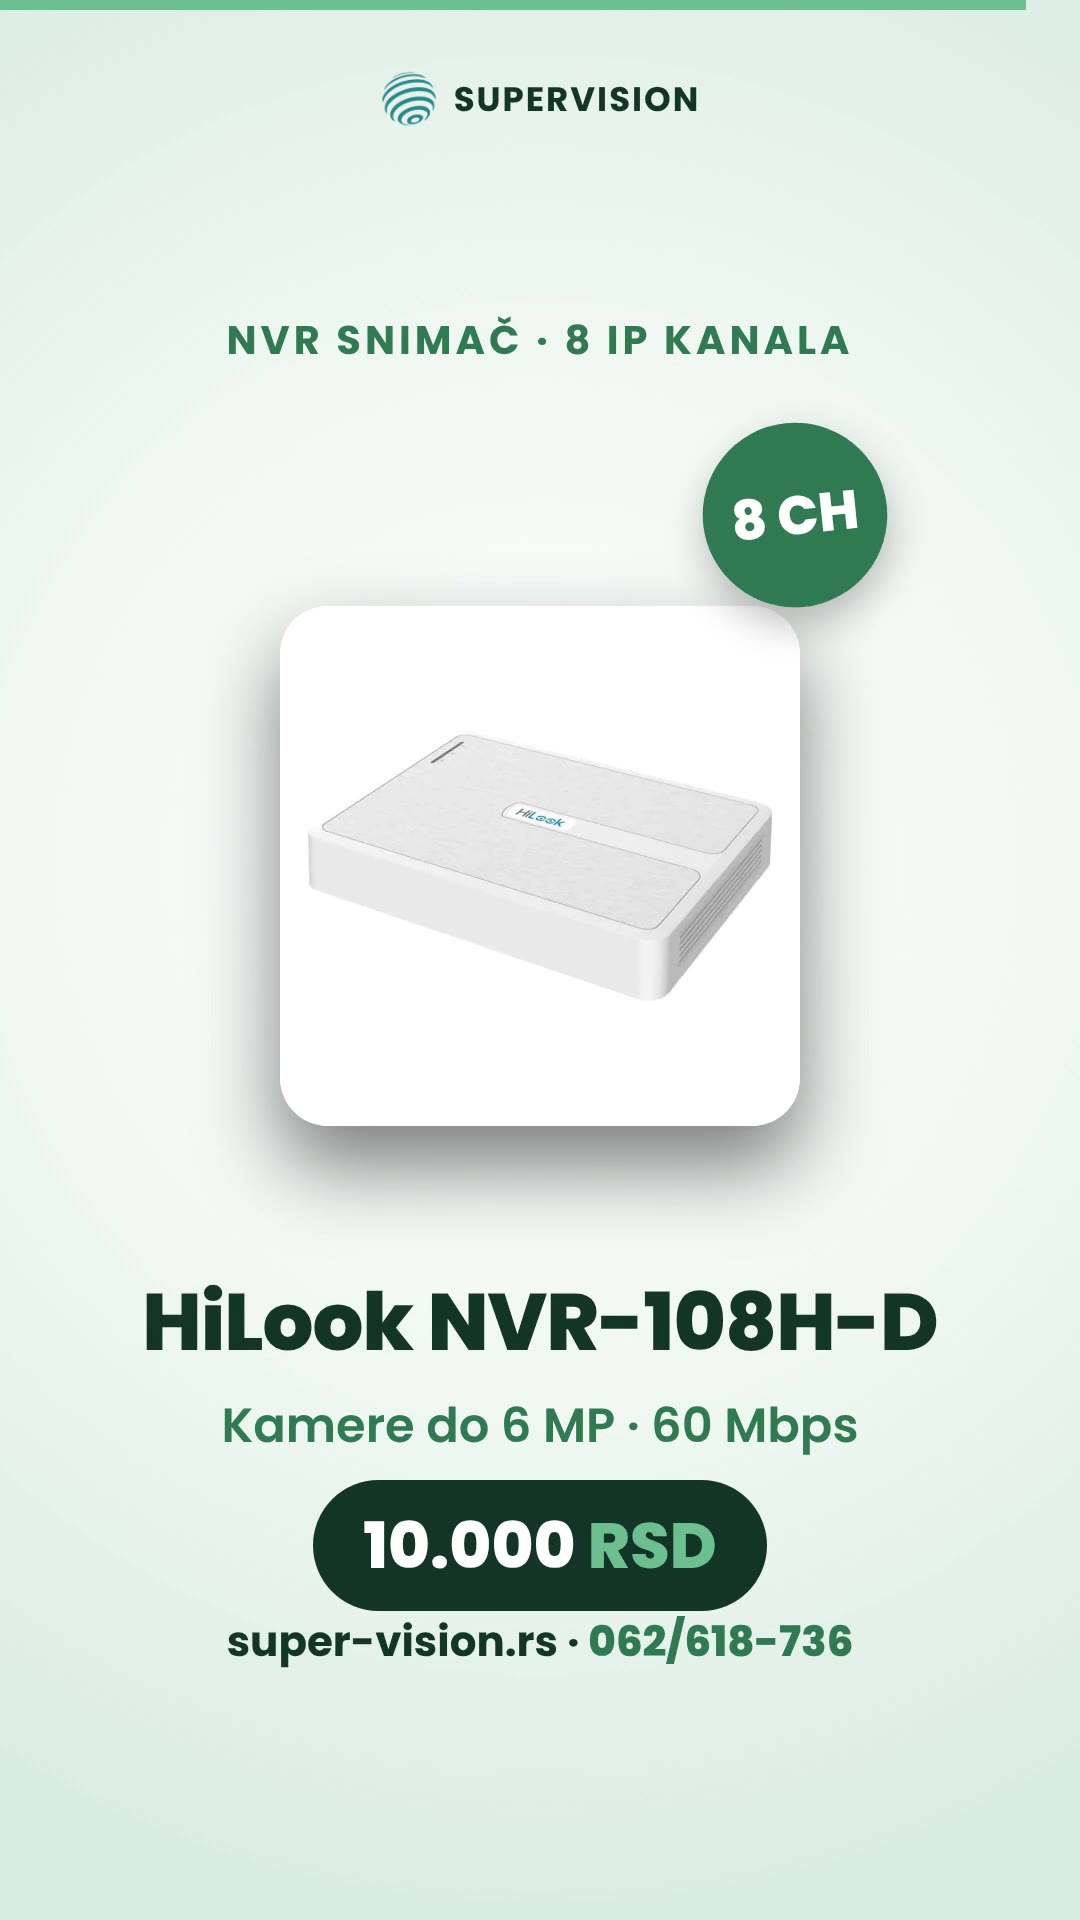 SUPERVISION
NVR SNIMAČ · 8 IP KANALA
8 CH
HiLook
HiLook NVR-108H-D
Kamere do 6 MP · 60 Mbps
10.000 RSD
super-vision.rs · 062/618-736